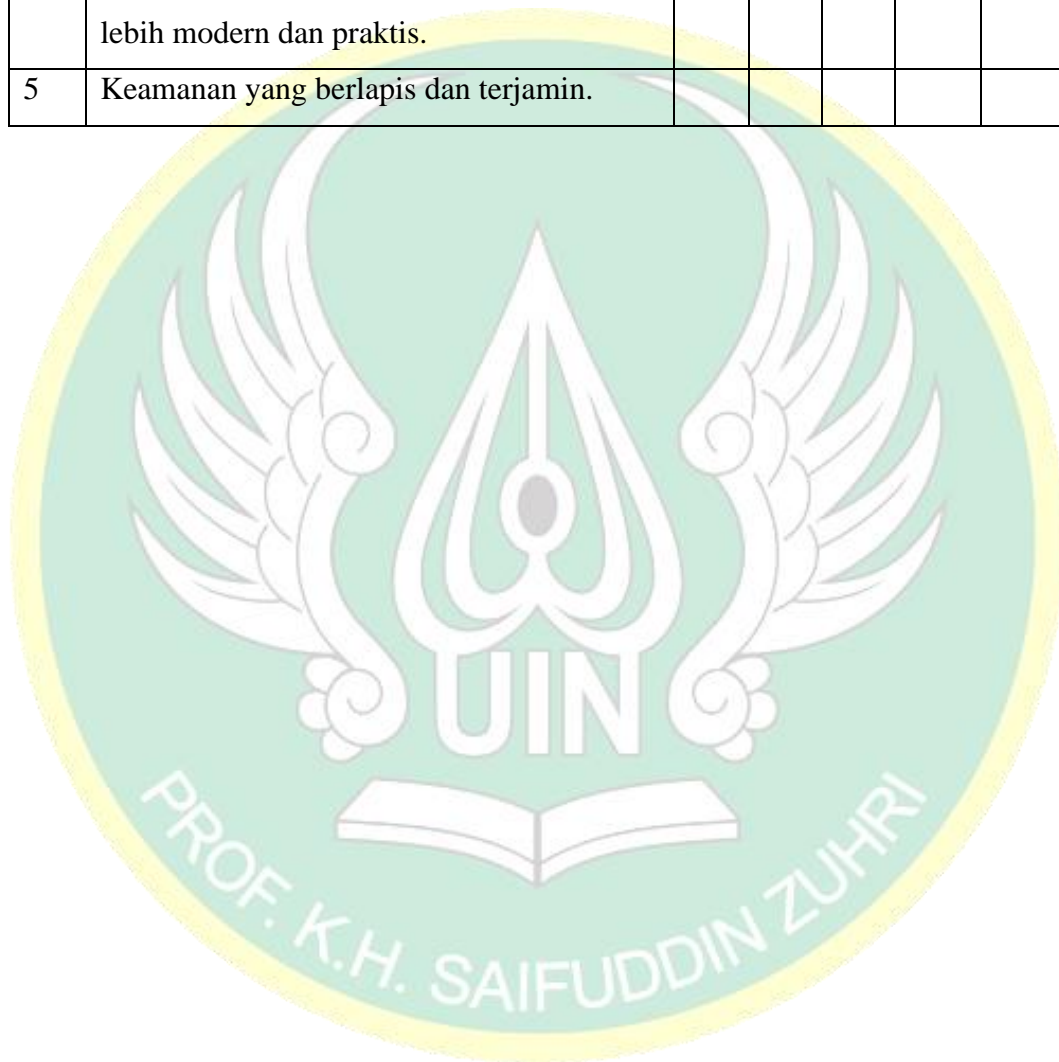 lebih modern dan praktis.
5 Keamanan yang berlapis dan terjamin.
UIN
PROF. K.H. SAIFUDDIN ZUHRI